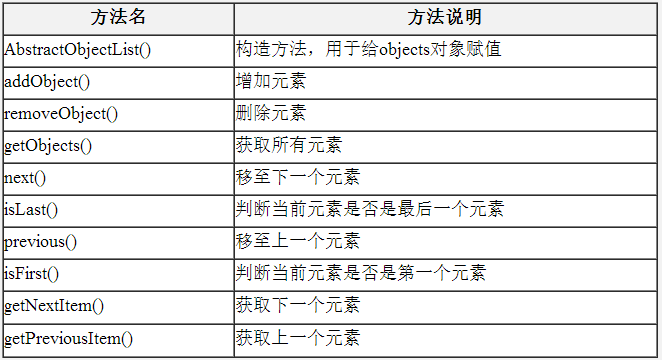 方法名 方法说明
AbstractObjectList() 构造方法，用于给objects对象赋值
addObject() 增加元素
removeObject() 删除元素
getObjects() 获取所有元素
next() 移至下一个元素
isLast() 判断当前元素是否是最后一个元素
previous() 移至上一个元素
isFirst() 判断当前元素是否是第一个元素
getNextItem() 获取下一个元素
getPreviousItem() 获取上一个元素